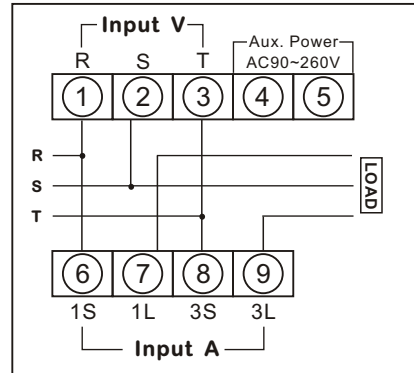 Input V
R S T
Aux. Power
AC90~260V
1 2 3 4 5
R
S
T
LOAD
6 7 8 9
1S 1L 3S 3L
Input A